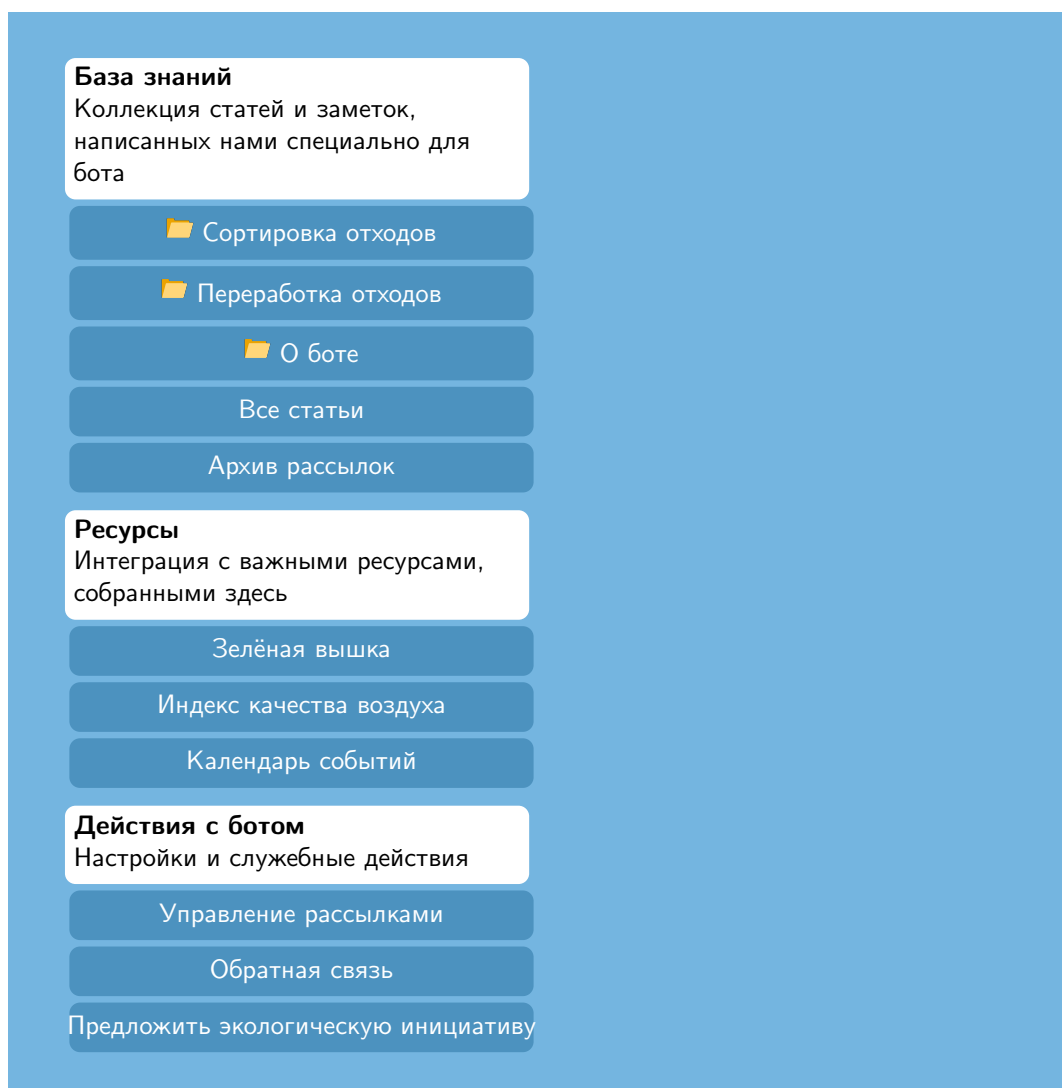 База знаний
Коллекция статей и заметок,
написанных нами специально для
бота
Сортировка отходов
Переработка отходов
О боте
Все статьи
Архив рассылок
Ресурсы
Интеграция с важными ресурсами,
собранными здесь
Зелёная вышка
Индекс качества воздуха
Календарь событий
Действия с ботом
Настройки и служебные действия
Управление рассылками
Обратная связь
Предложить экологическую инициативу